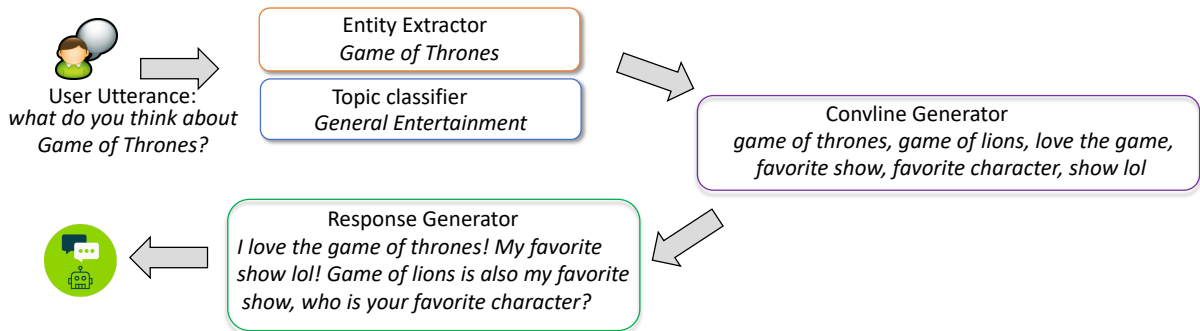 User Utterance:
what do you think about
Game of Thrones?
Entity Extractor
Game of Thrones
Topic classifier
General Entertainment
Convline Generator
game of thrones, game of lions, love the game,
favorite show, favorite character, show lol
Response Generator
I love the game of thrones! My favorite
show lol! Game of lions is also my favorite
show, who is your favorite character?